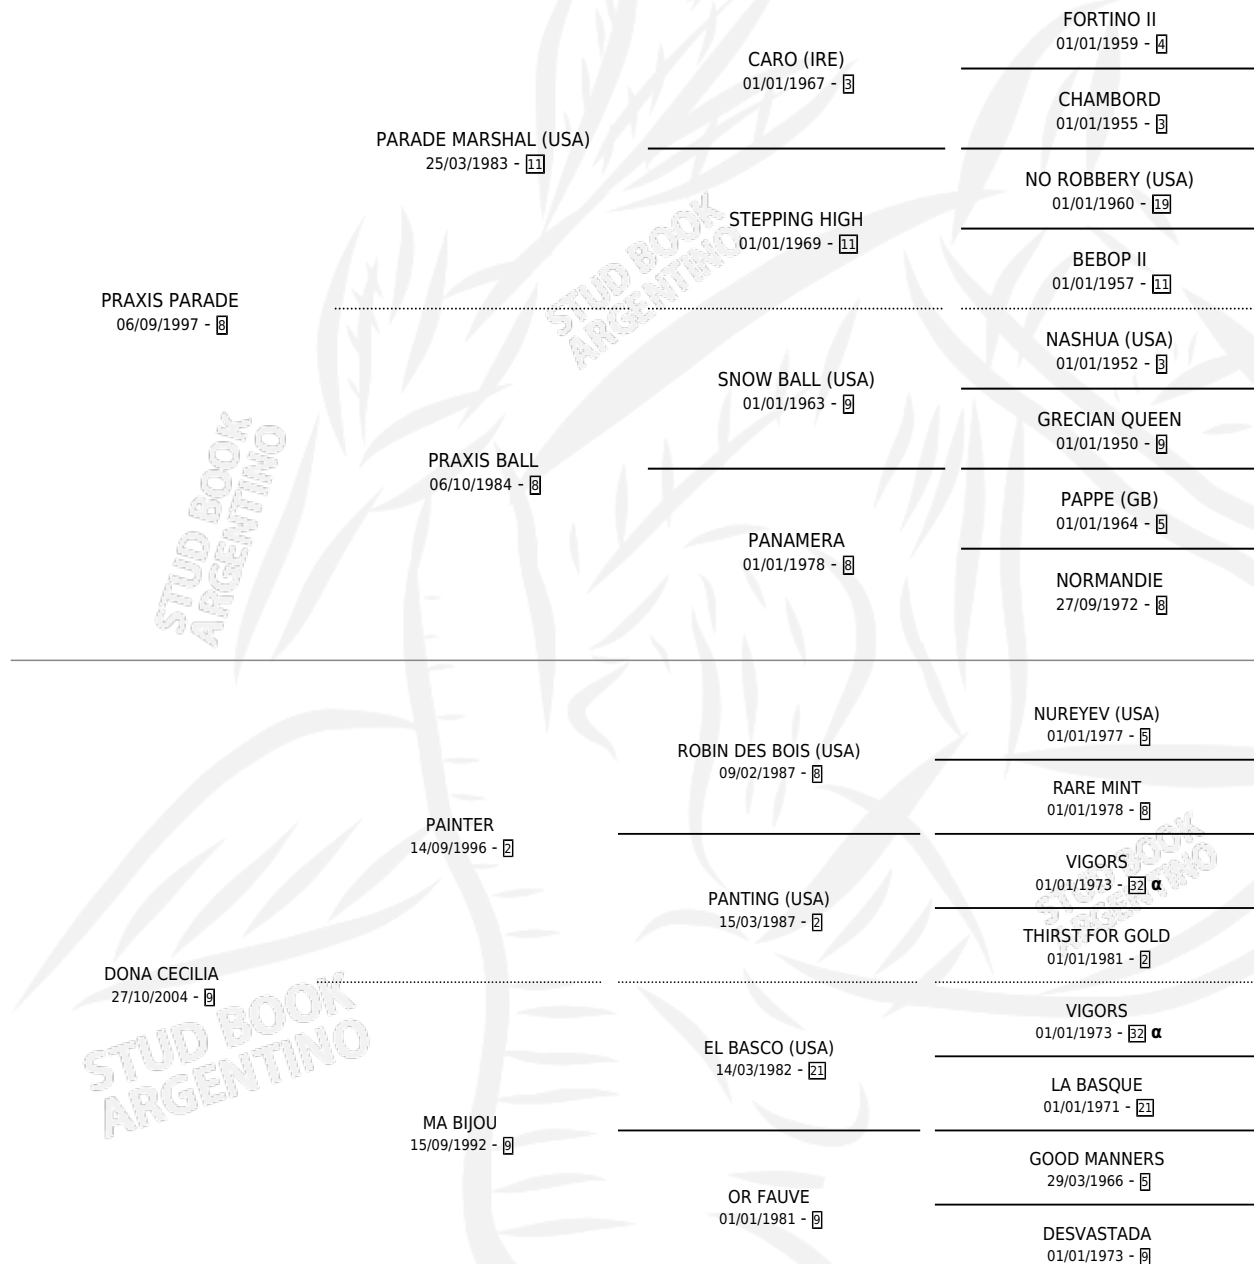 FORTINO II
01/01/1959 - 4
CARO (IRE)
01/01/1967 - 3
CHAMBORD
01/01/1955 - 3
PARADE MARSHAL (USA)
25/03/1983 - 11
NO ROBBERY (USA)
01/01/1960 - 19
STEPPING HIGH
01/01/1969 - 11
BEBOP II
01/01/1957 - 11
PRAXIS PARADE
06/09/1997 - 8
NASHUA (USA)
01/01/1952 - 3
SNOW BALL (USA)
01/01/1963 - 9
GRECIAN QUEEN
01/01/1950 - 9
PRAXIS BALL
06/10/1984 - 8
PAPPE (GB)
01/01/1964 - 5
PANAMERA
01/01/1978 - 8
NORMANDIE
27/09/1972 - 8
NUREYEV (USA)
01/01/1977 - 5
ROBIN DES BOIS (USA)
09/02/1987 - 8
RARE MINT
01/01/1978 - 8
PAINTER
14/09/1996 - 2
VIGORS
01/01/1973 - 32 α
PANTING (USA)
15/03/1987 - 2
THIRST FOR GOLD
01/01/1981 - 2
DONA CECILIA
27/10/2004 - 9
VIGORS
01/01/1973 - 32 α
EL BASCO (USA)
14/03/1982 - 21
LA BASQUE
01/01/1971 - 21
MA BIJOU
15/09/1992 - 9
GOOD MANNERS
29/03/1966 - 5
OR FAUVE
01/01/1981 - 9
DESVASTADA
01/01/1973 - 9
STUD BOOK
ARGENTINO
STUD BOOK
ARGENTINO
STUD BOOK
ARGENTINO
STUD BOOK
ARGENTINO